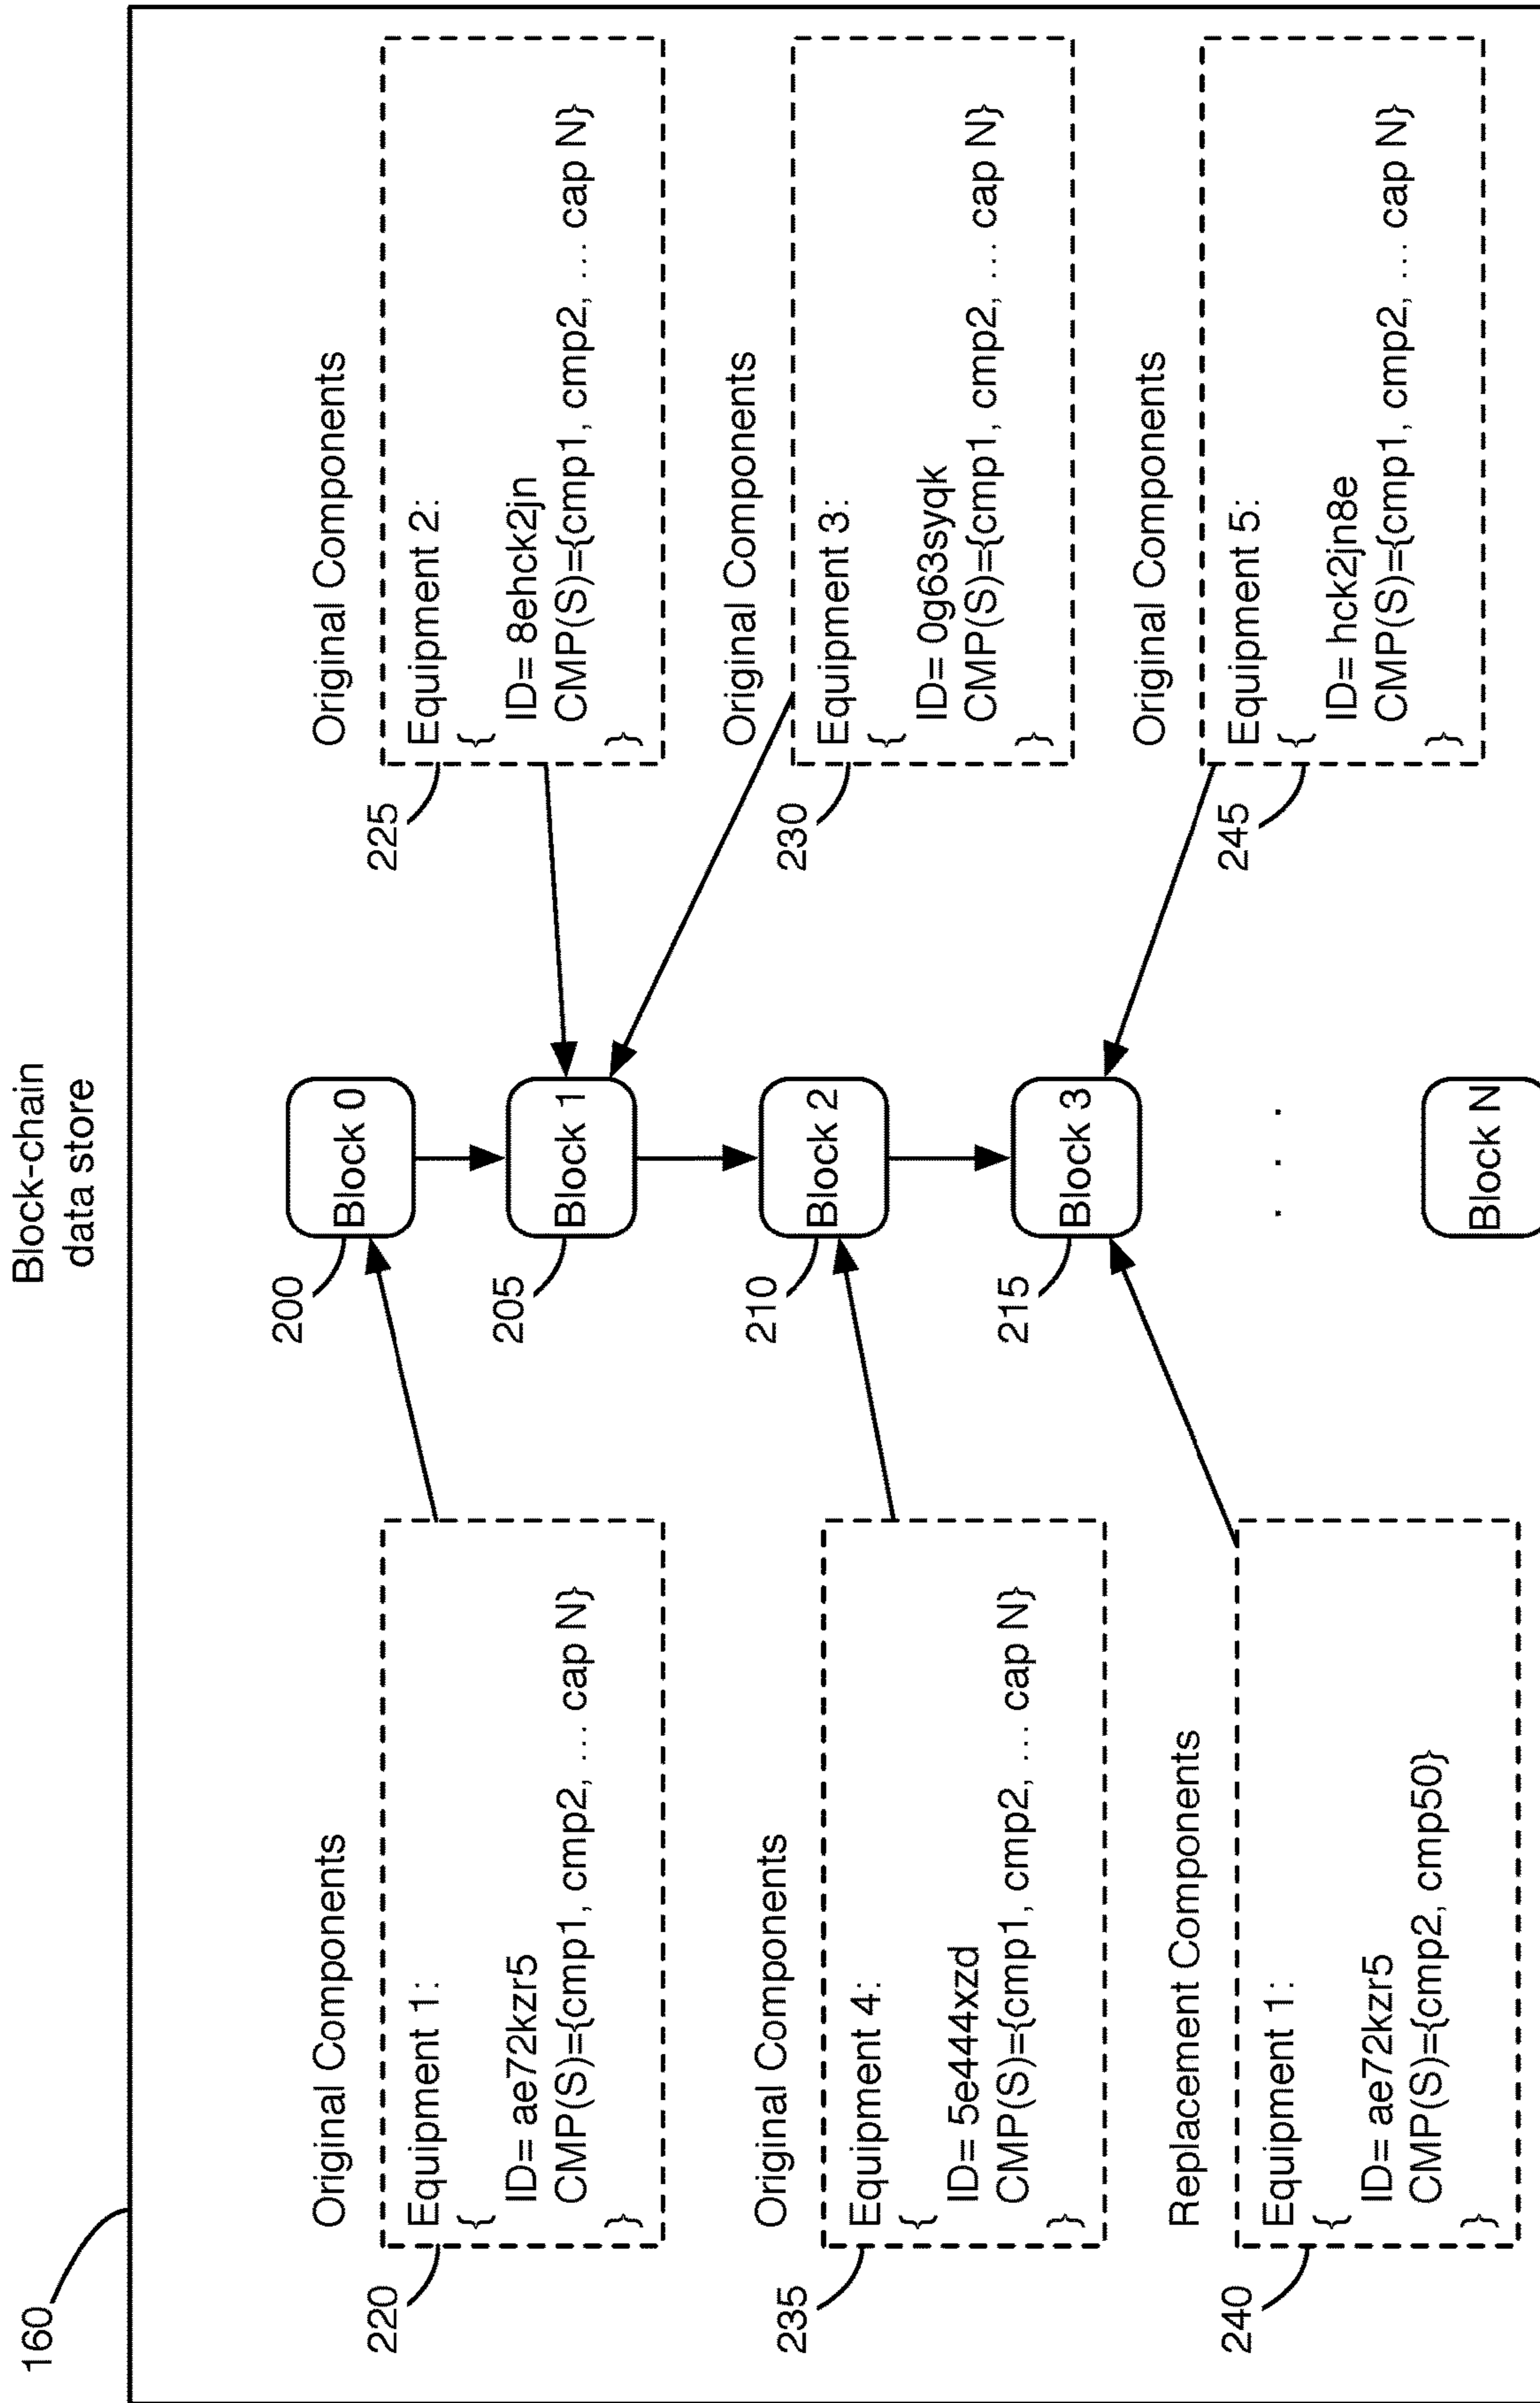 Block-chain
data store
160
Original Components
220
Equipment 1:
{
ID= ae72kzr5
CMP(S)={cmp1, cmp2, ... cap N}
}
200
Block 0
Original Components
225
Equipment 2:
{
ID= 8ehck2jn
CMP(S)={cmp1, cmp2, ... cap N}
}
205
Block 1
Original Components
230
Equipment 3:
{
ID= 0g63syqk
CMP(S)={cmp1, cmp2, ... cap N}
}
Original Components
235
Equipment 4:
{
ID= 5e444xzd
CMP(S)={cmp1, cmp2, ... cap N}
}
210
Block 2
Replacement Components
240
Equipment 1:
{
ID= ae72kzr5
CMP(S)={cmp2, cmp50}
}
215
Block 3
Original Components
245
Equipment 5:
{
ID= hck2jn8e
CMP(S)={cmp1, cmp2, ... cap N}
}
. . .
Block N